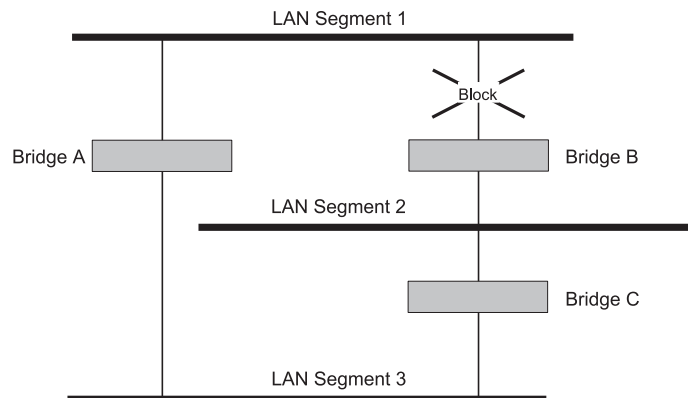 LAN Segment 1
Block
Bridge A
Bridge B
LAN Segment 2
Bridge C
LAN Segment 3